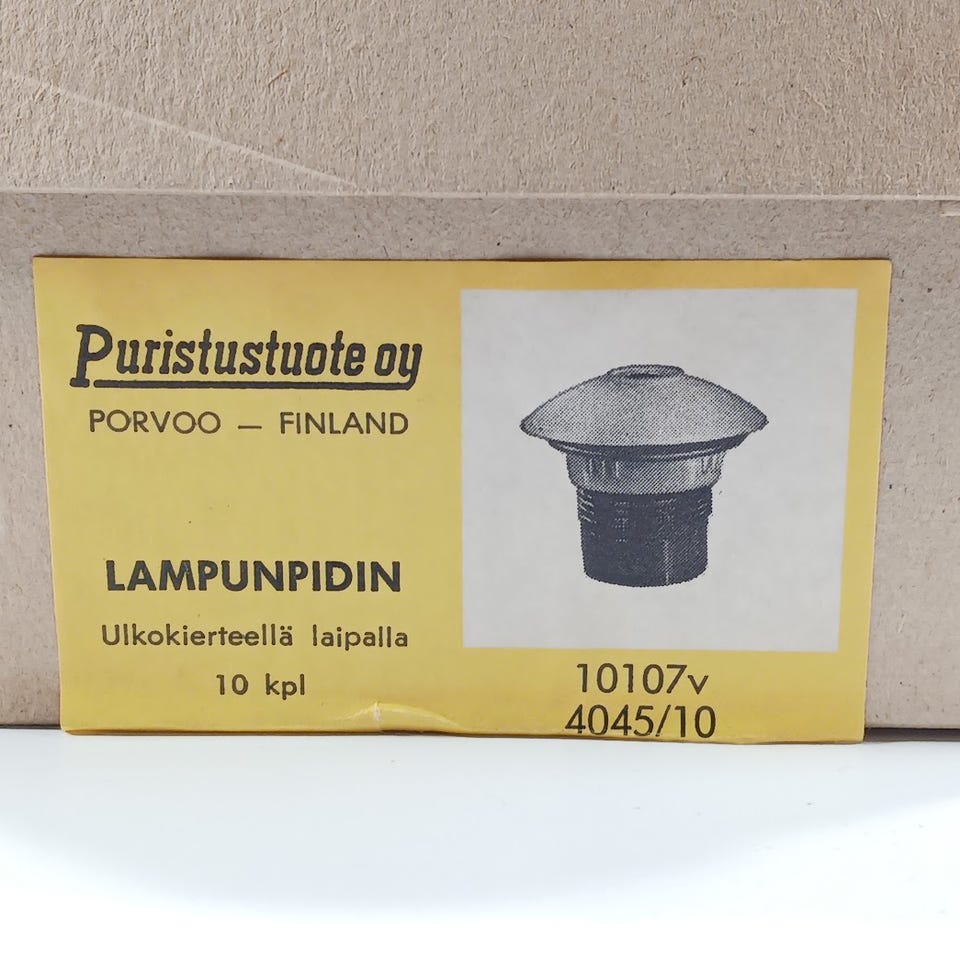 Puristustuote oy
PORVOO — FINLAND
LAMPUNPIDIN
Ulkokierteellä laipalla
10 kpl
10107v
4045/10